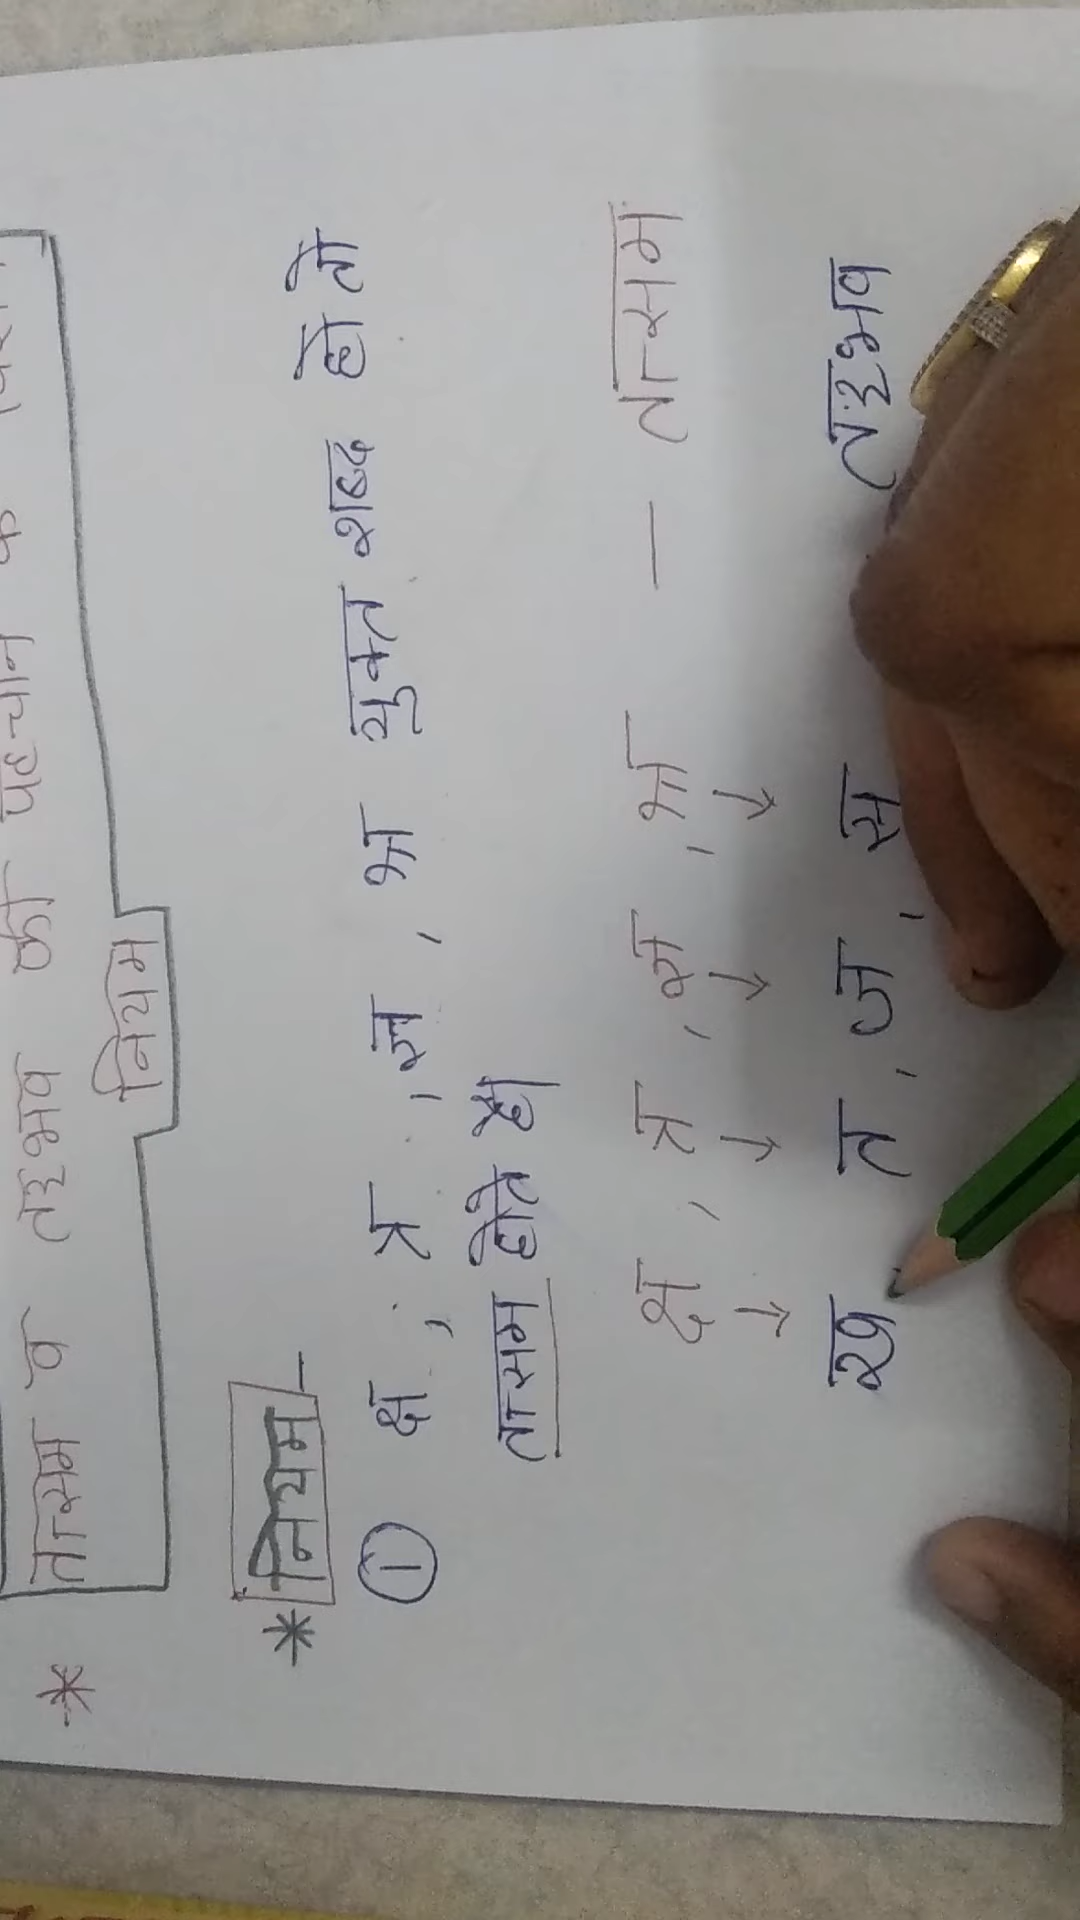 * तत्सम व तद्भव की पहचान के
नियम
* नियम –
① क्ष, त्र, ज्ञ, श्र युक्त शब्द हो तो
तत्सम होते है।
क्ष, त्र, ज्ञ, श्र — तत्सम
↓ ↓ ↓ ↓
ख त, ज, स तद्भव